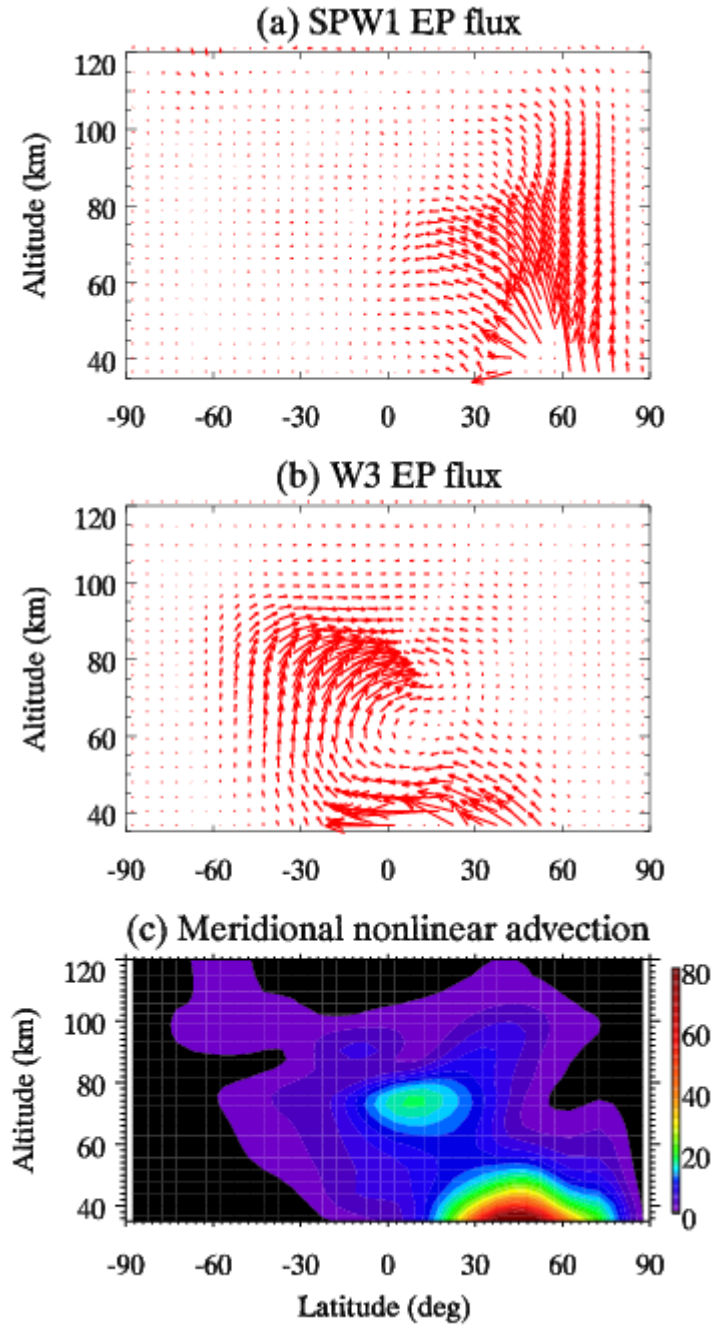 (a) SPW1 EP flux
120
100
80
60
40
Altitude (km)
-90 -60 -30 0 30 60 90
(b) W3 EP flux
120
100
80
60
40
Altitude (km)
-90 -60 -30 0 30 60 90
(c) Meridional nonlinear advection
120
100
80
60
40
Altitude (km)
80
60
40
20
0
-90 -60 -30 0 30 60 90
Latitude (deg)